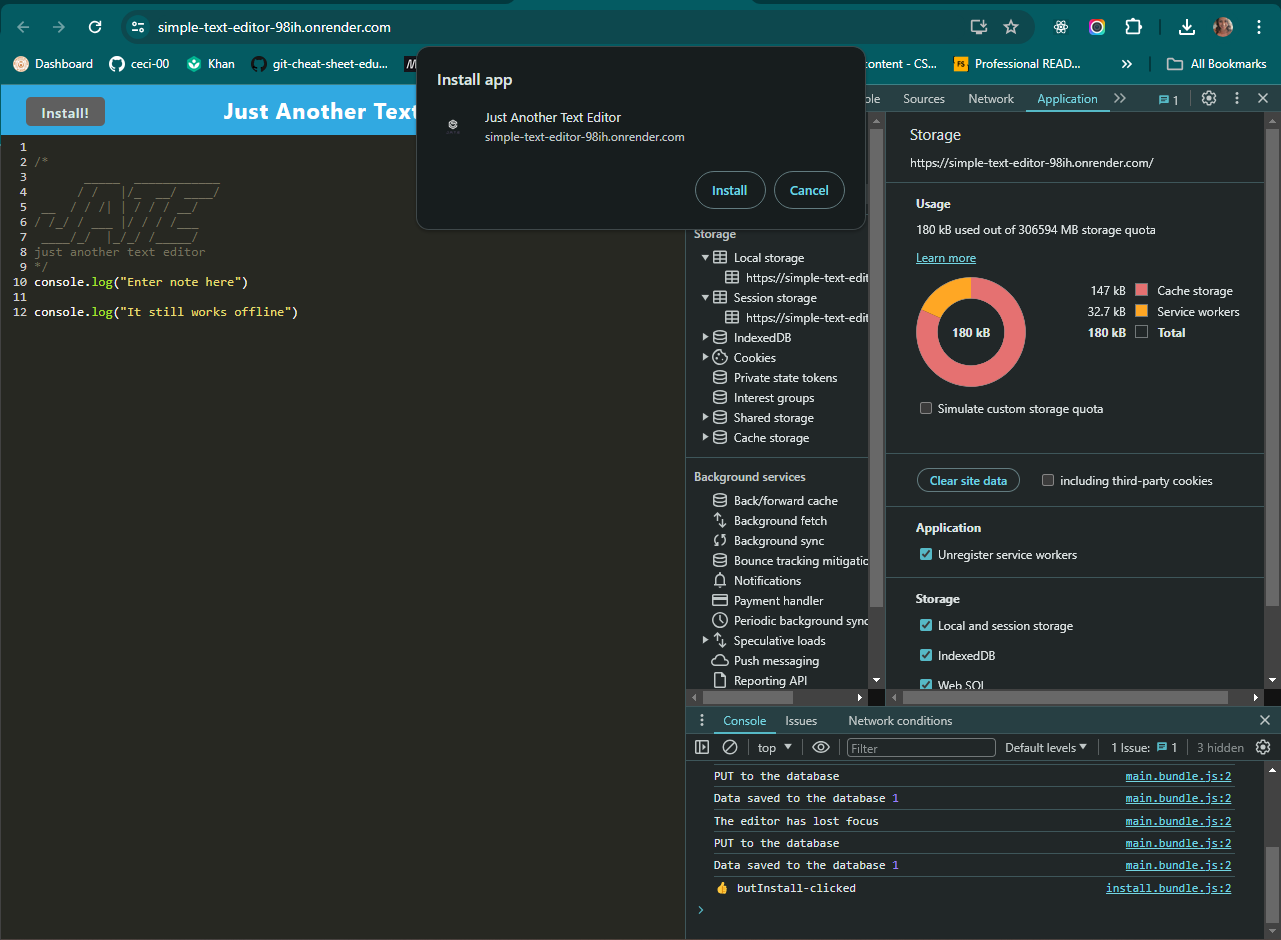 simple-text-editor-98ih.onrender.com
Dashboard
ceci-00
Khan
git-cheat-sheet-edu...
content - CS...
Professional READ...
»
All Bookmarks
Install!
Just Another Text
Install app
Just Another Text Editor
simple-text-editor-98ih.onrender.com
Install
Cancel
1
2 /*
3
4
5
6
7
8 just another text editor
9 */
10 console.log("Enter note here")
11
12 console.log("It still works offline")
ole
Sources
Network
Application
1
Storage
Local storage
https://simple-text-edit
Session storage
https://simple-text-edit
IndexedDB
Cookies
Private state tokens
Interest groups
Shared storage
Cache storage
Background services
Back/forward cache
Background fetch
Background sync
Bounce tracking mitigatio
Notifications
Payment handler
Periodic background sync
Speculative loads
Push messaging
Reporting API
Storage
https://simple-text-editor-98ih.onrender.com/
Usage
180 kB used out of 306594 MB storage quota
Learn more
180 kB
147 kB Cache storage
32.7 kB Service workers
180 kB Total
Simulate custom storage quota
Clear site data
including third-party cookies
Application
Unregister service workers
Storage
Local and session storage
IndexedDB
Web SQL
Console
Issues
Network conditions
top
Filter
Default levels
1 Issue: 1
3 hidden
PUT to the database main.bundle.js:2
Data saved to the database 1 main.bundle.js:2
The editor has lost focus main.bundle.js:2
PUT to the database main.bundle.js:2
Data saved to the database 1 main.bundle.js:2
👍 butInstall-clicked install.bundle.js:2